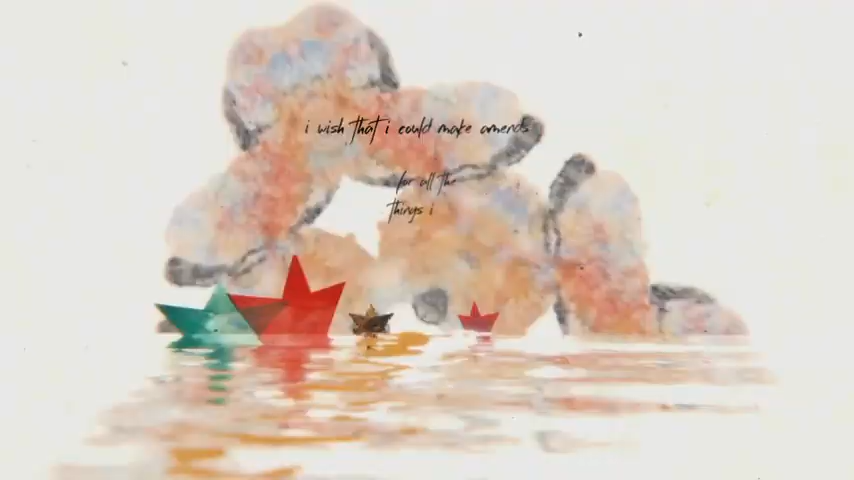 i wish that i could make amends
for all the
things i